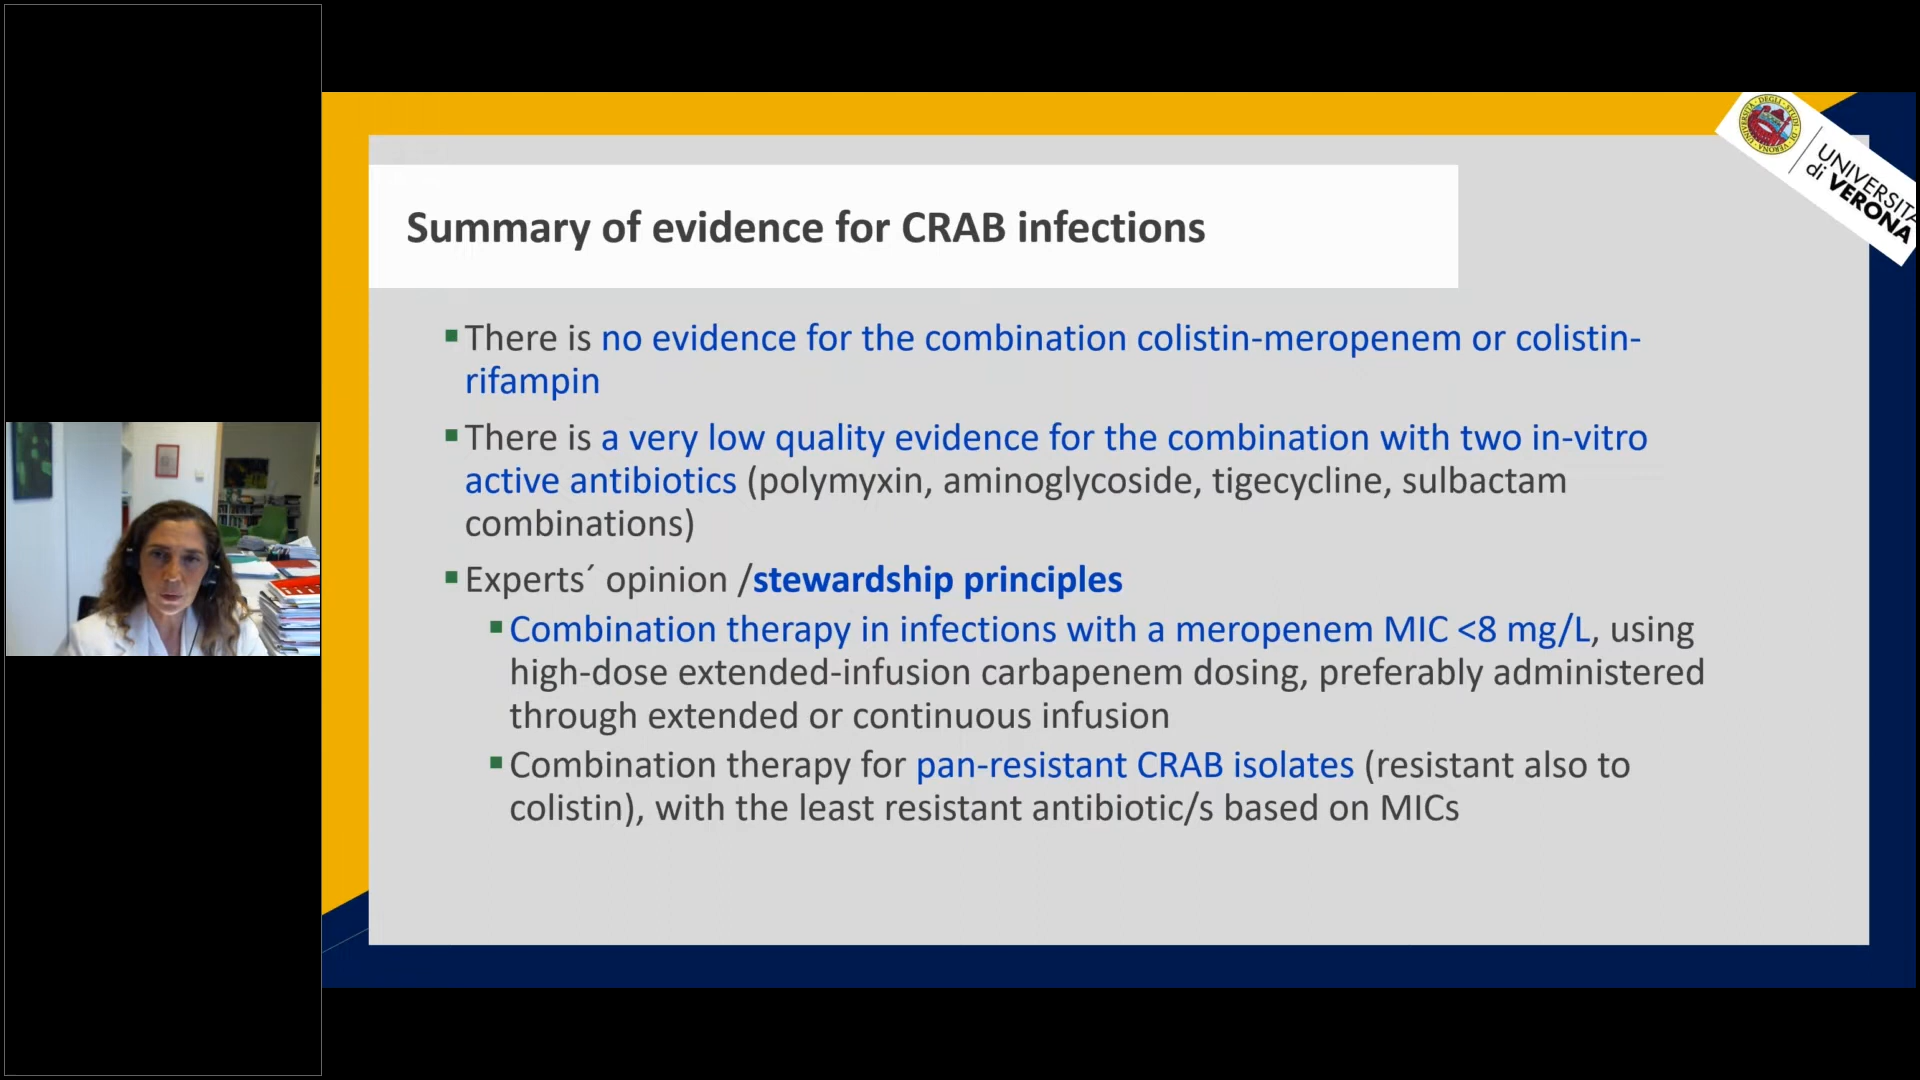 Summary of evidence for CRAB infections
UNIVERSITÀ
di VERONA
▪There is no evidence for the combination colistin-meropenem or colistin-
rifampin
▪There is a very low quality evidence for the combination with two in-vitro
active antibiotics (polymyxin, aminoglycoside, tigecycline, sulbactam
combinations)
▪Experts´ opinion /stewardship principles
▪Combination therapy in infections with a meropenem MIC <8 mg/L, using
high-dose extended-infusion carbapenem dosing, preferably administered
through extended or continuous infusion
▪Combination therapy for pan-resistant CRAB isolates (resistant also to
colistin), with the least resistant antibiotic/s based on MICs